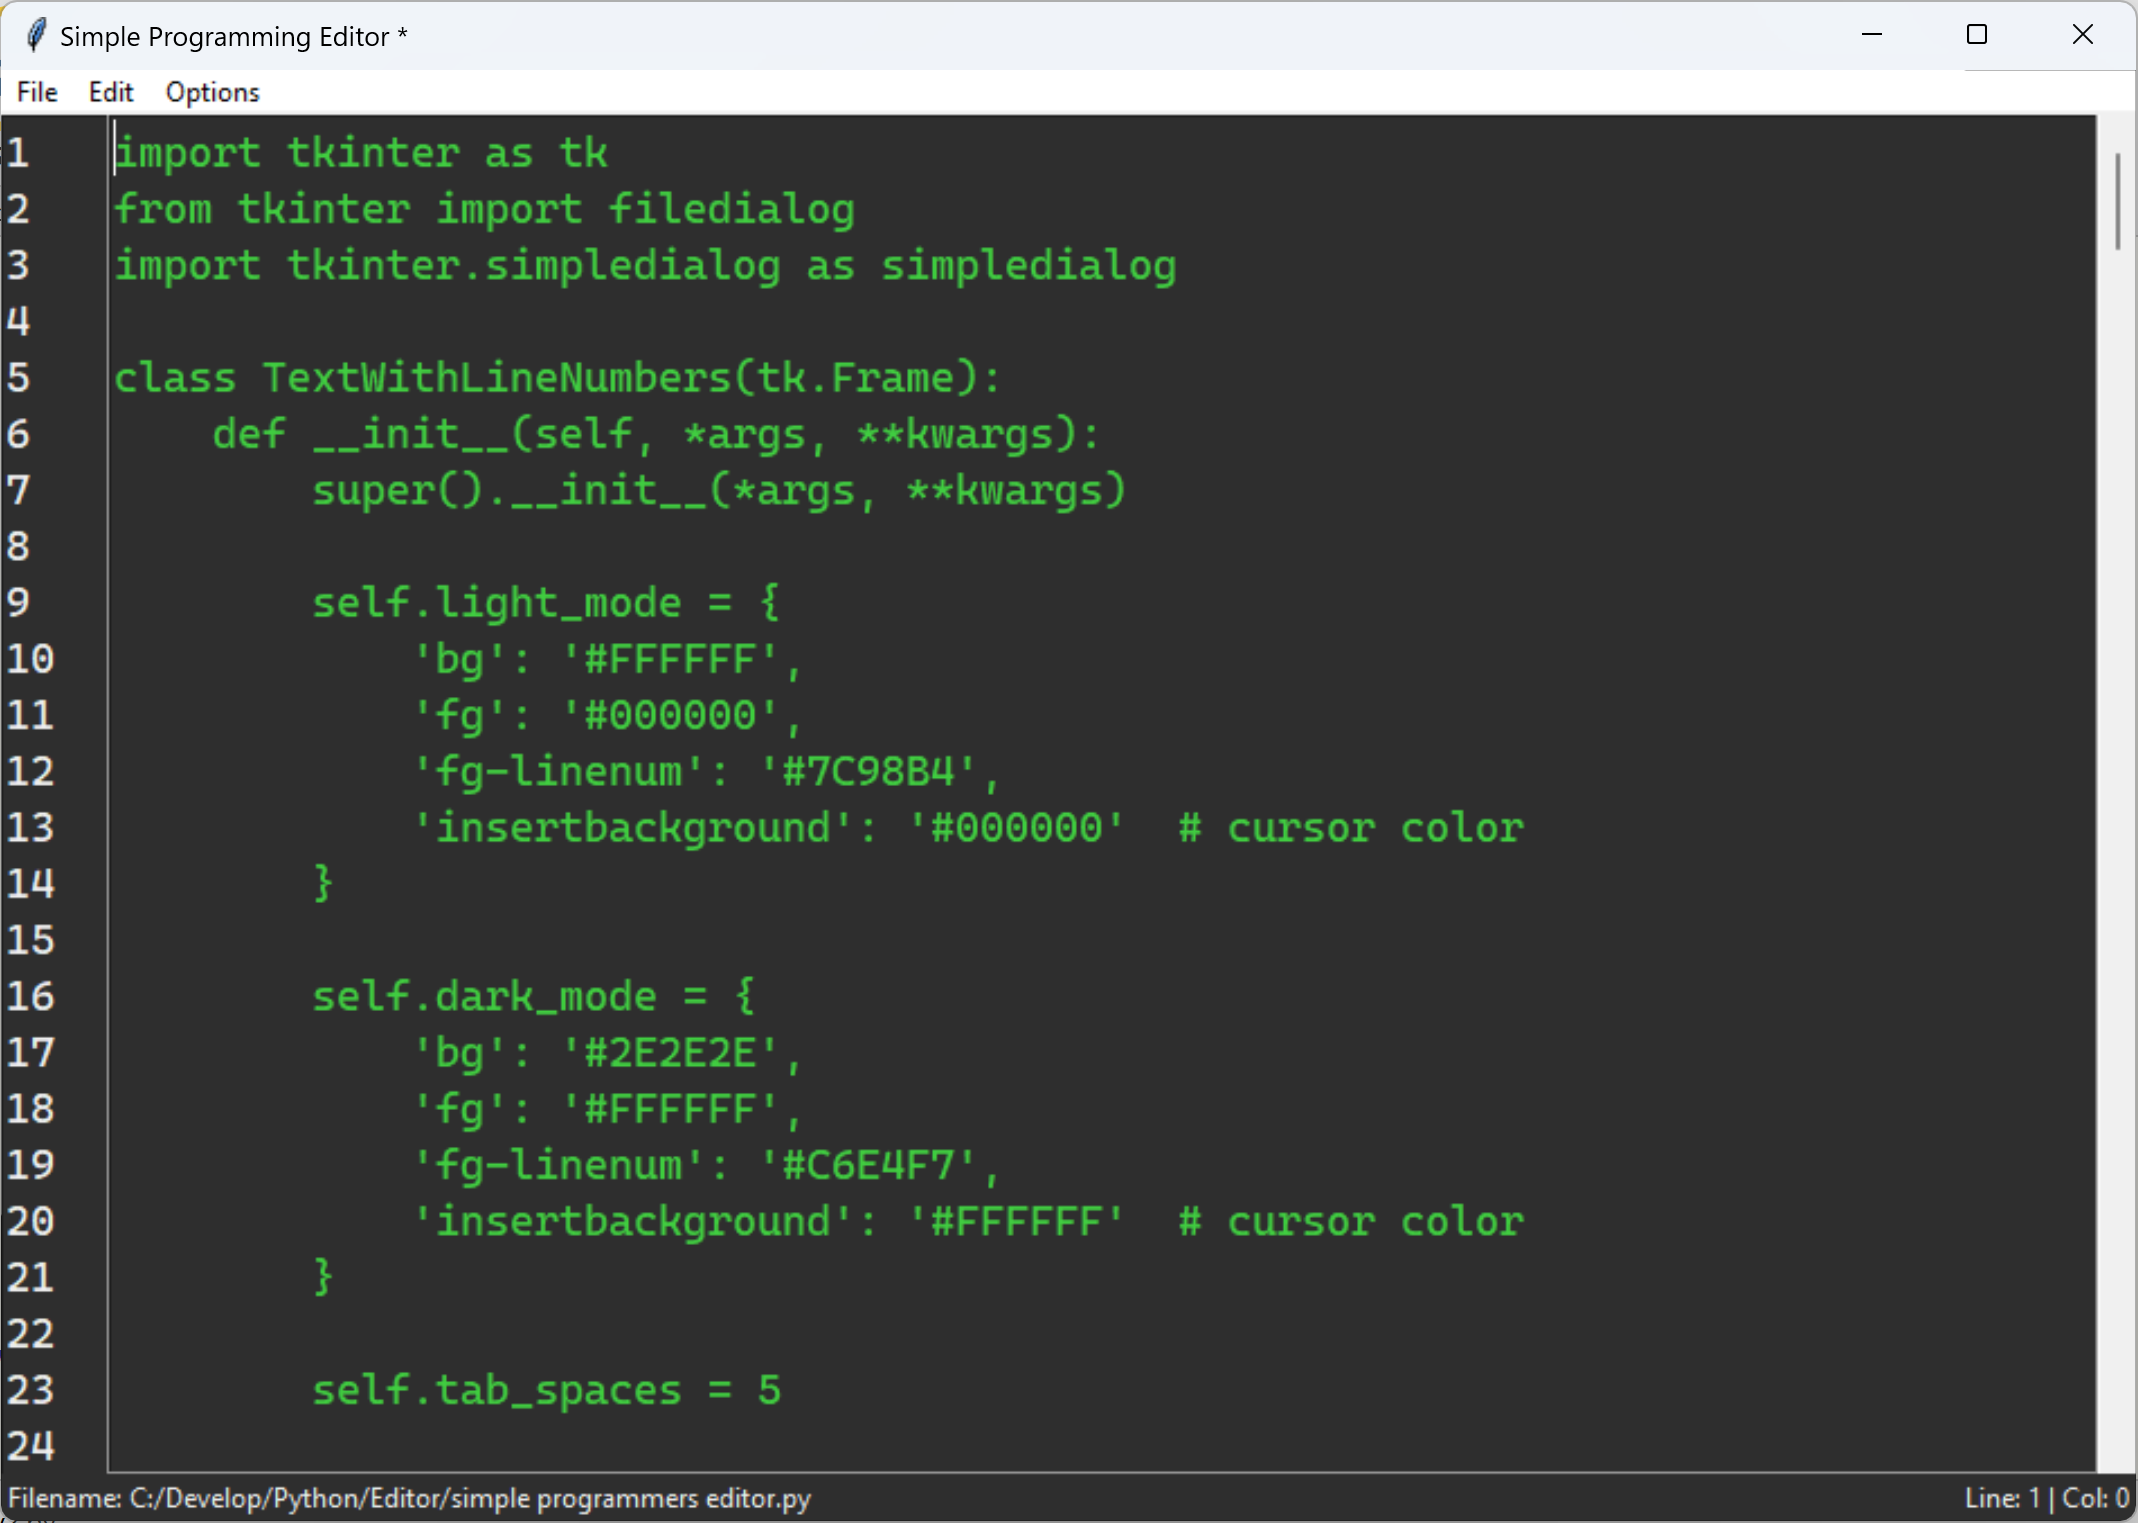 Simple Programming Editor *
File Edit Options
1 import tkinter as tk
2 from tkinter import filedialog
3 import tkinter.simpledialog as simpledialog
4
5 class TextWithLineNumbers(tk.Frame):
6     def __init__(self, *args, **kwargs):
7         super().__init__(*args, **kwargs)
8
9         self.light_mode = {
10             'bg': '#FFFFFF',
11             'fg': '#000000',
12             'fg-linenum': '#7C98B4',
13             'insertbackground': '#000000'  # cursor color
14         }
15
16         self.dark_mode = {
17             'bg': '#2E2E2E',
18             'fg': '#FFFFFF',
19             'fg-linenum': '#C6E4F7',
20             'insertbackground': '#FFFFFF'  # cursor color
21         }
22
23         self.tab_spaces = 5
24
Filename: C:/Develop/Python/Editor/simple programmers editor.py Line: 1 | Col: 0